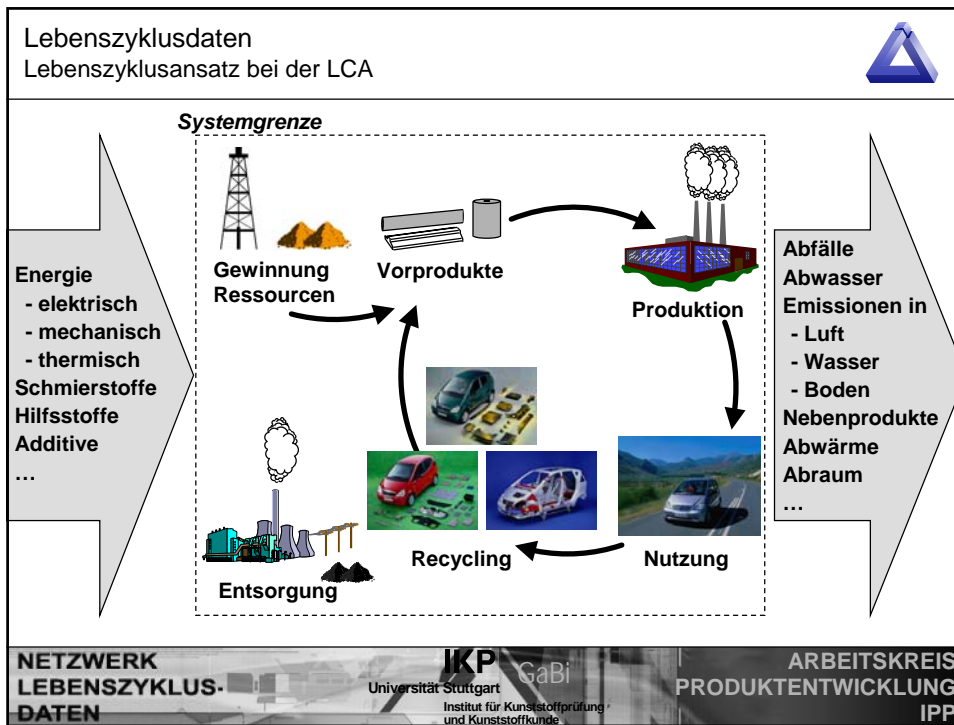 Lebenszyklusdaten
Lebenszyklusansatz bei der LCA
Systemgrenze
Energie
- elektrisch
- mechanisch
- thermisch
Schmierstoffe
Hilfsstoffe
Additive
…
Gewinnung
Ressourcen
Vorprodukte
Produktion
Nutzung
Recycling
Entsorgung
Abfälle
Abwasser
Emissionen in
- Luft
- Wasser
- Boden
Nebenprodukte
Abwärme
Abraum
…
NETZWERK
LEBENSZYKLUS-
DATEN
IKP
Universität Stuttgart
Institut für Kunststoffprüfung
und Kunststoffkunde
GaBi
ARBEITSKREIS
PRODUKTENTWICKLUNG
IPP